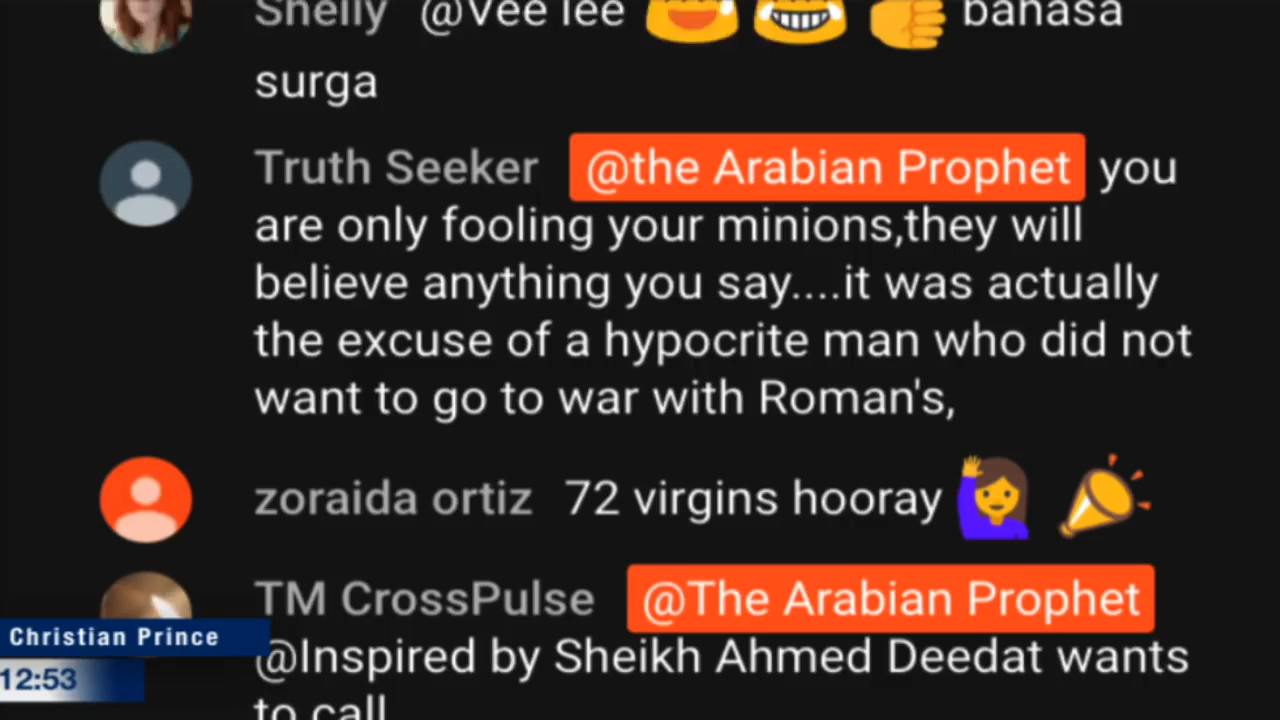 Shelly @Vee lee bahasa
surga
Truth Seeker @the Arabian Prophet you
are only fooling your minions,they will
believe anything you say....it was actually
the excuse of a hypocrite man who did not
want to go to war with Roman's,
zoraida ortiz 72 virgins hooray
TM CrossPulse @The Arabian Prophet
@Inspired by Sheikh Ahmed Deedat wants
to call
Christian Prince
12:53